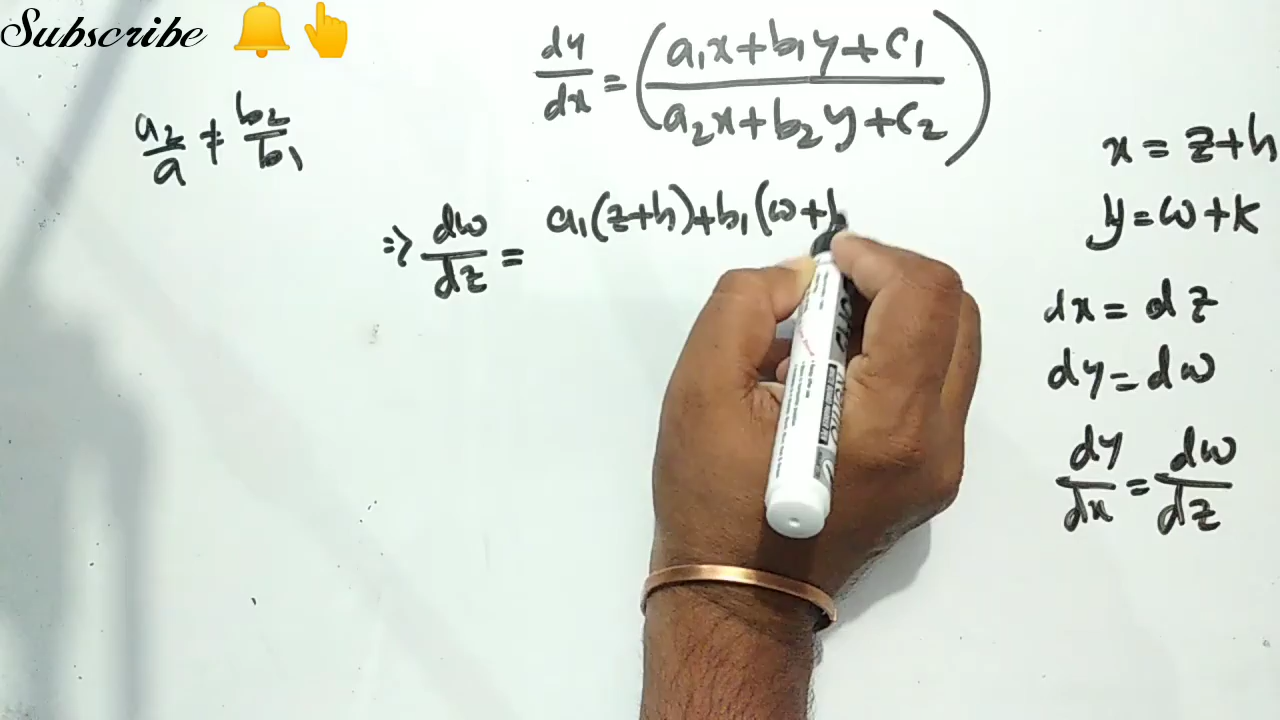 Subscribe 🔔👆
dy/dx = (a₁x+b₁y+c₁ / a₂x+b₂y+c₂)
a₂/a ≠ b₂/b₁
x = z+h
y = ω+k
⇒ dω/dz = a₁(z+h)+b₁(ω+
dx = dz
dy = dω
dy/dx = dω/dz